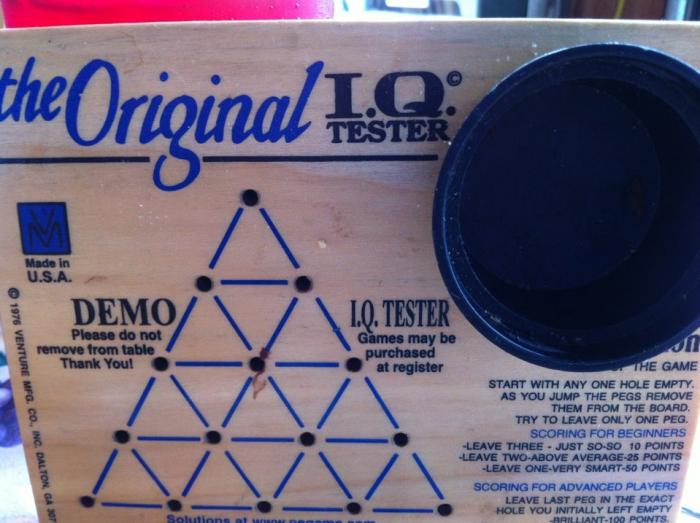 the Original I.Q.©
TESTER
Made in
U.S.A.
© 1976 VENTURE MFG. CO., INC. DALTON, GA 307
DEMO
Please do not
remove from table
Thank You!
I.Q. TESTER
Games may be
purchased
at register
OF THE GAME
START WITH ANY ONE HOLE EMPTY.
AS YOU JUMP THE PEGS REMOVE
THEM FROM THE BOARD.
TRY TO LEAVE ONLY ONE PEG.
SCORING FOR BEGINNERS
-LEAVE THREE - JUST SO-SO 10 POINTS
-LEAVE TWO-ABOVE AVERAGE-25 POINTS
-LEAVE ONE-VERY SMART-50 POINTS
SCORING FOR ADVANCED PLAYERS
LEAVE LAST PEG IN THE EXACT
HOLE YOU INITIALLY LEFT EMPTY
-BRILLIANT-100 POINTS.
Solutions at www.pegame.com